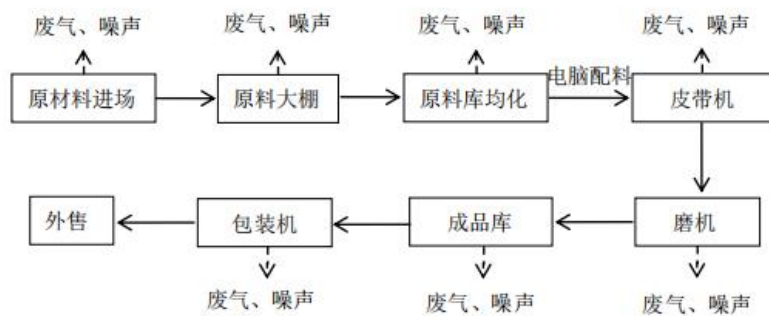 废气、噪声 废气、噪声 废气、噪声 废气、噪声
电脑配料
原材料进场 原料大棚 原料库均化 皮带机
外售 包装机 成品库 磨机
废气、噪声 废气、噪声 废气、噪声